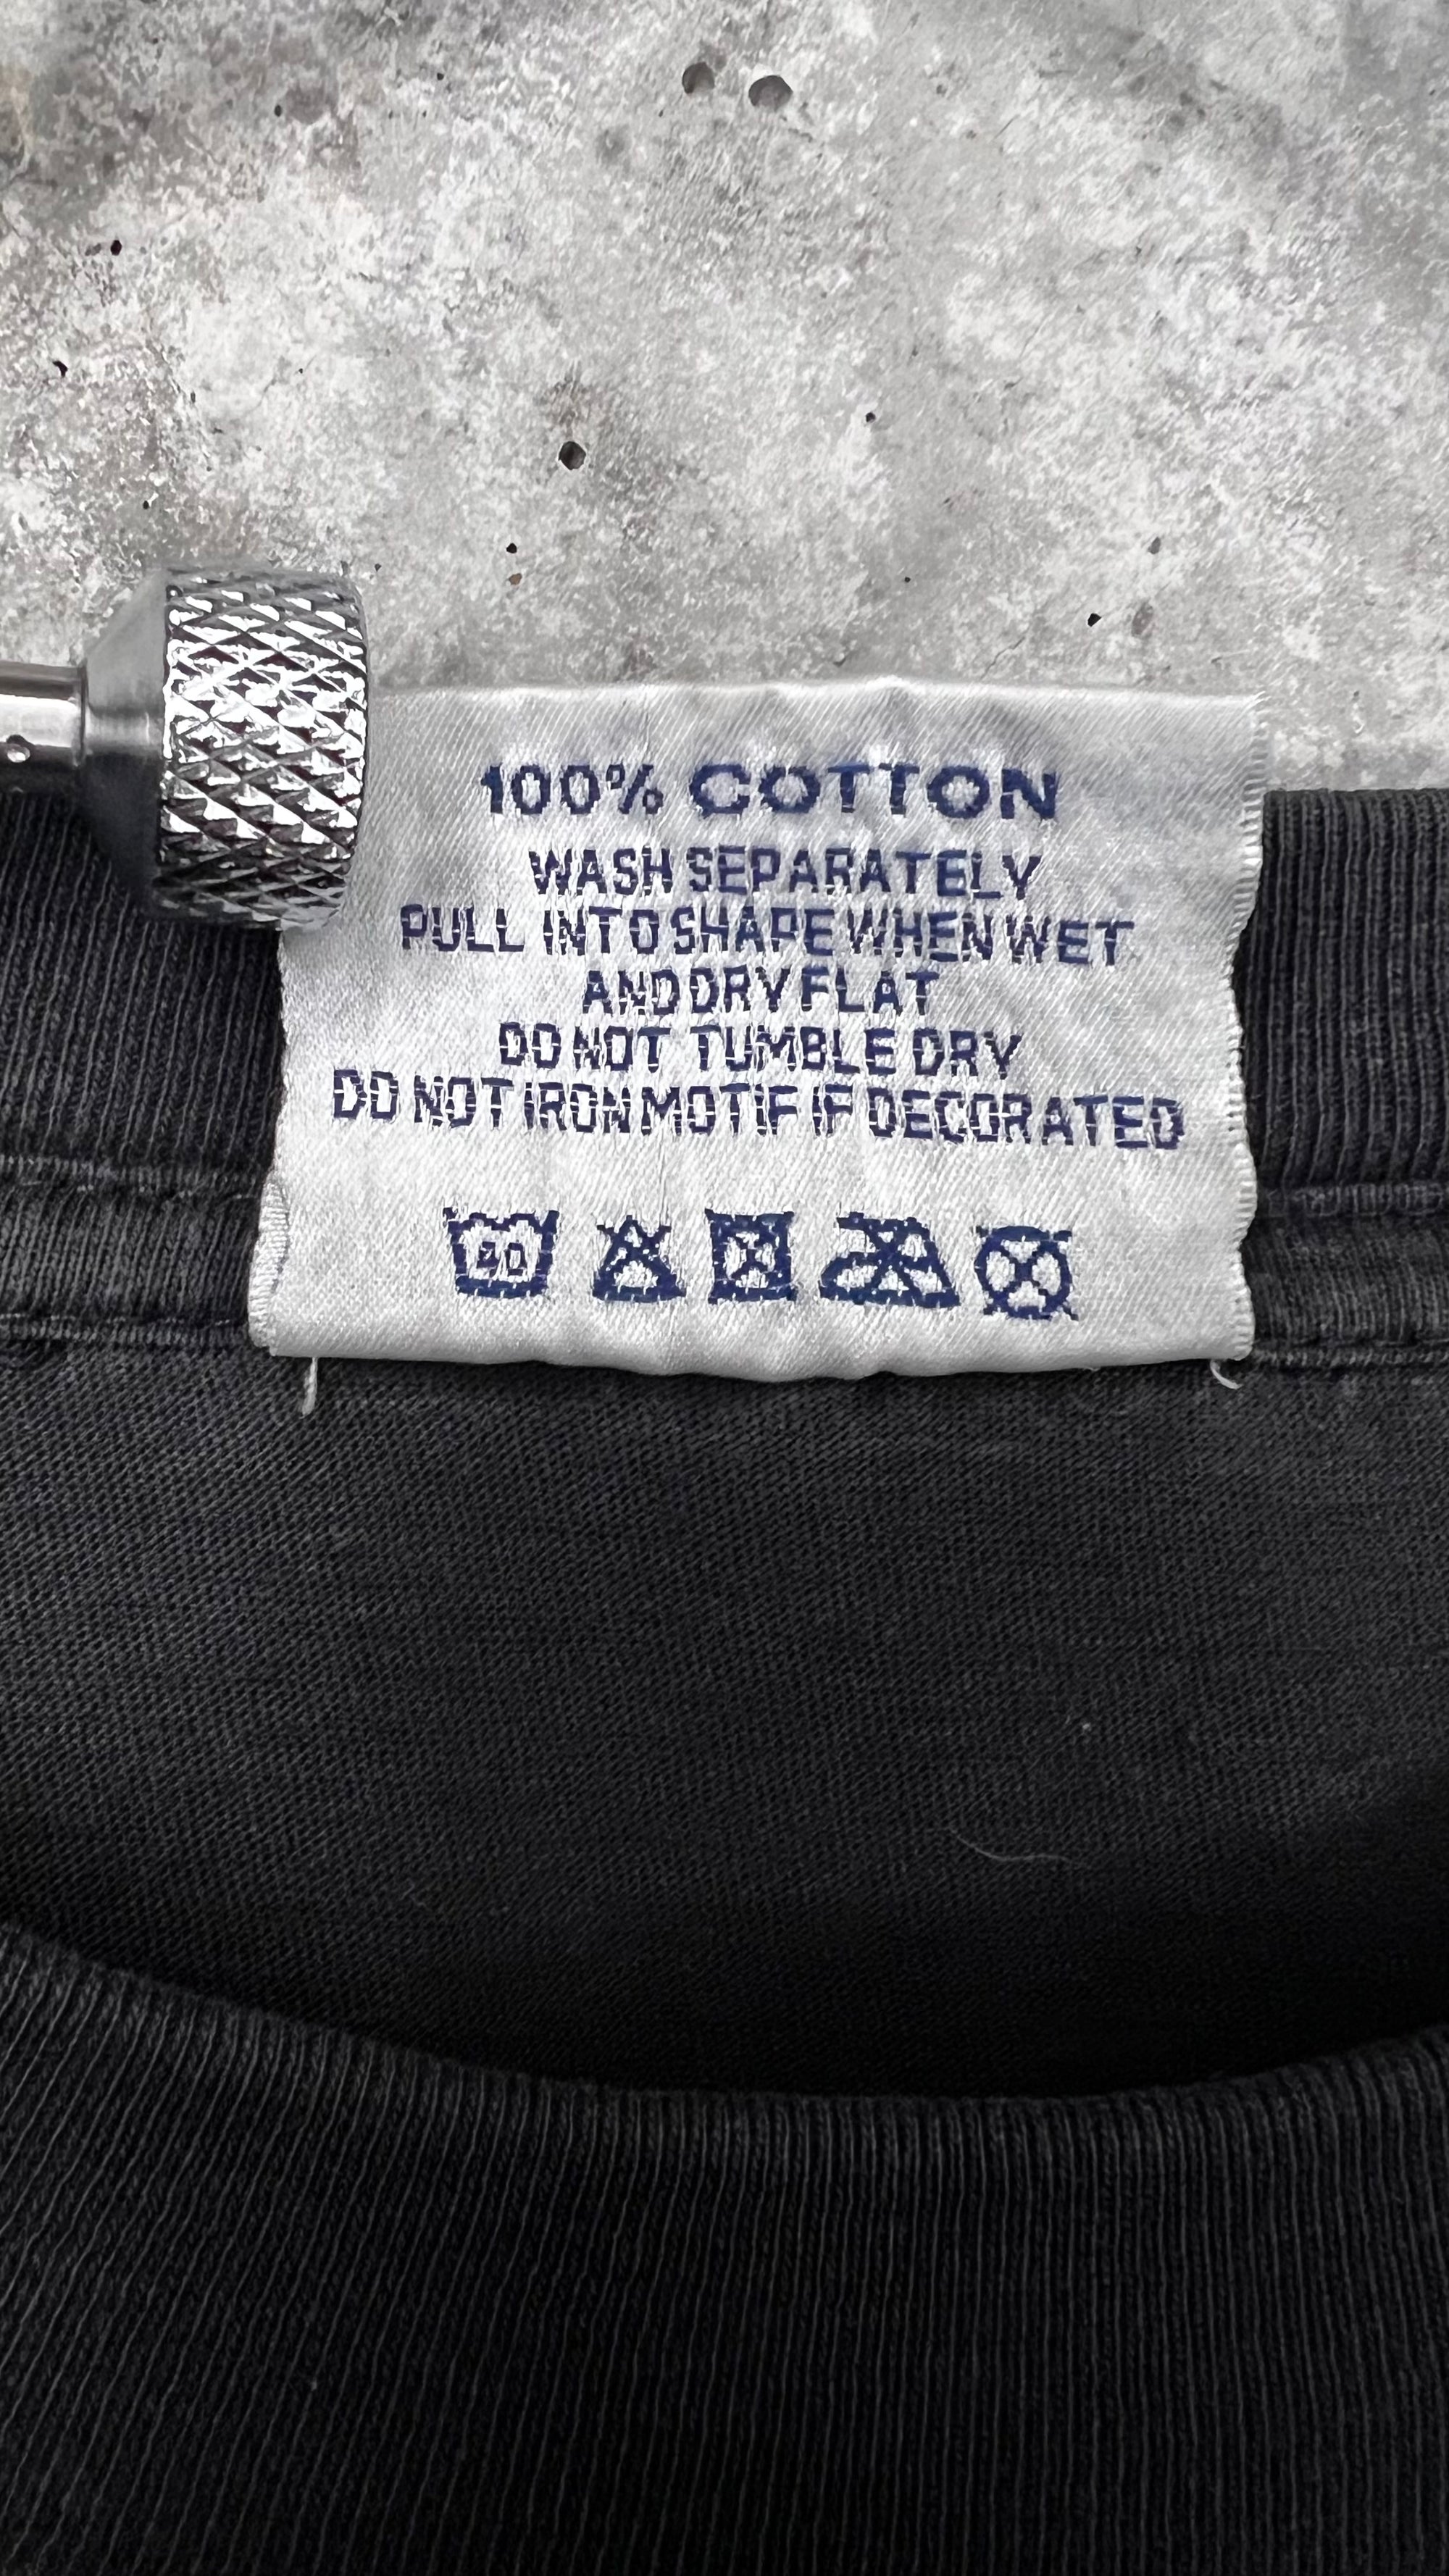 100% COTTON
WASH SEPARATELY
PULL INTO SHAPE WHEN WET
AND DRY FLAT
DO NOT TUMBLE DRY
DO NOT IRON MOTIF IF DECORATED
40